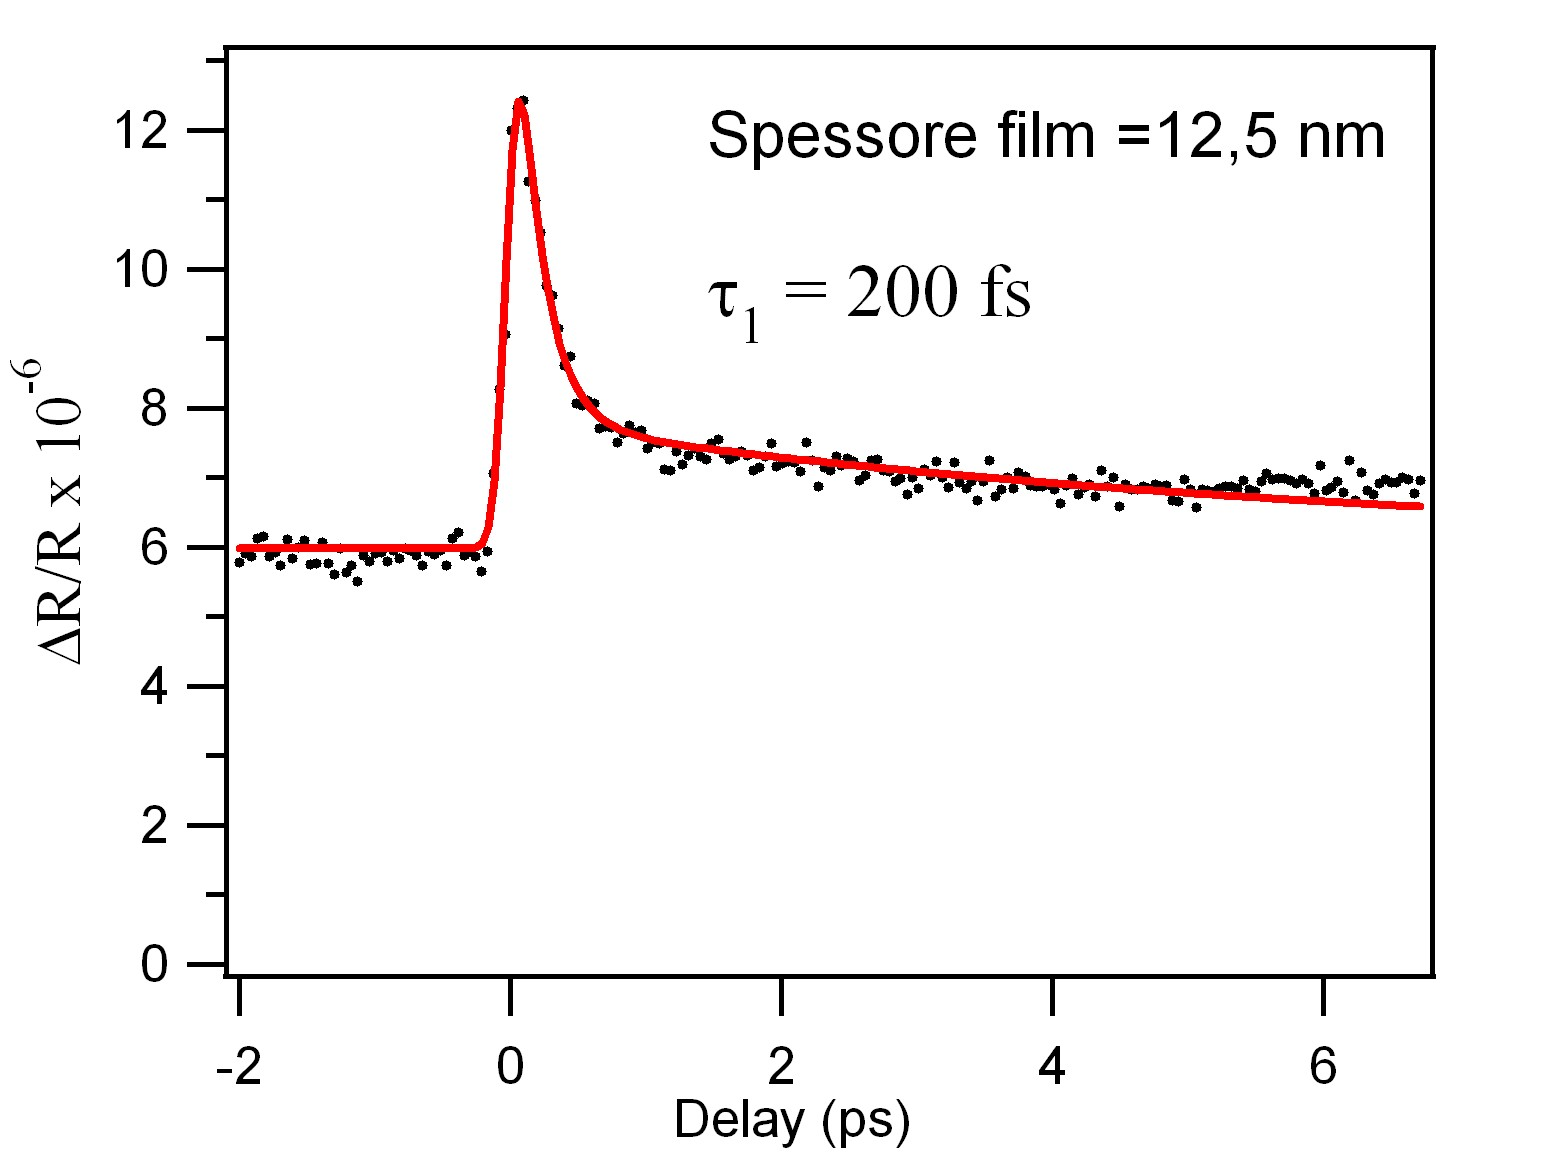 Spessore film =12,5 nm
τ1 = 200 fs
ΔR/R x 10-6
12
10
8
6
4
2
0
-2 0 2 4 6
Delay (ps)